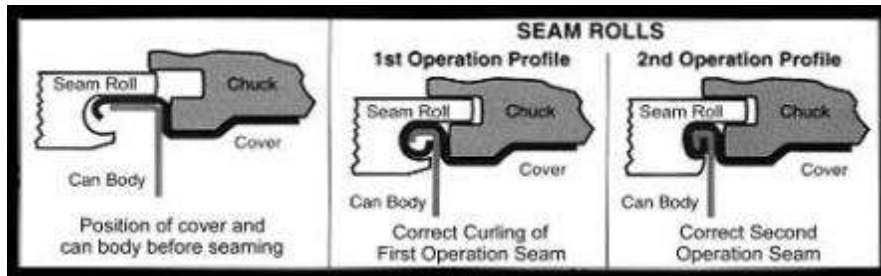 Seam Roll
Chuck
Cover
Can Body
Position of cover and
can body before seaming
SEAM ROLLS
1st Operation Profile
Seam Roll
Chuck
Cover
Can Body
Correct Curling of
First Operation Seam
2nd Operation Profile
Seam Roll
Chuck
Cover
Can Body
Correct Second
Operation Seam